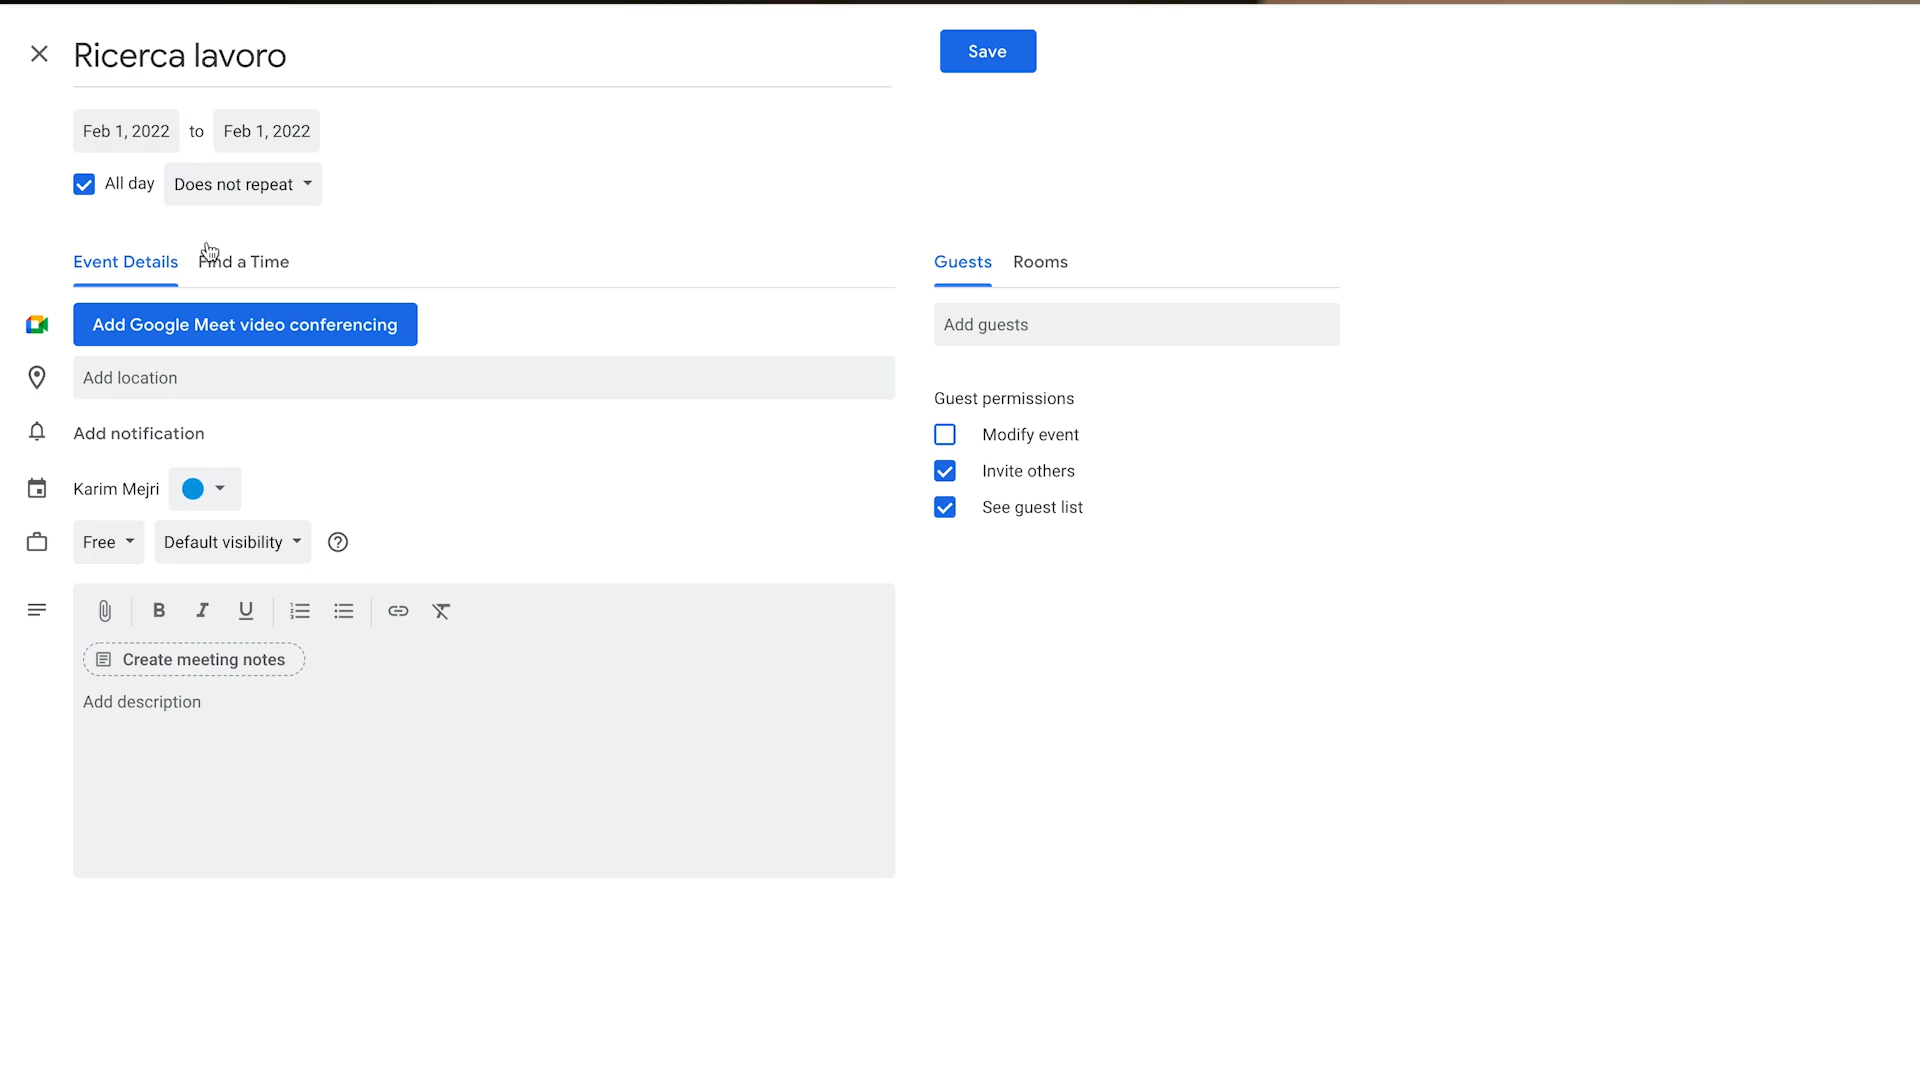 Ricerca lavoro
Save
Feb 1, 2022 to Feb 1, 2022
All day Does not repeat
Event Details Find a Time
Guests Rooms
Add Google Meet video conferencing
Add guests
Add location
Guest permissions
Add notification
Modify event
Invite others
Karim Mejri
See guest list
Free Default visibility
B I U
Create meeting notes
Add description